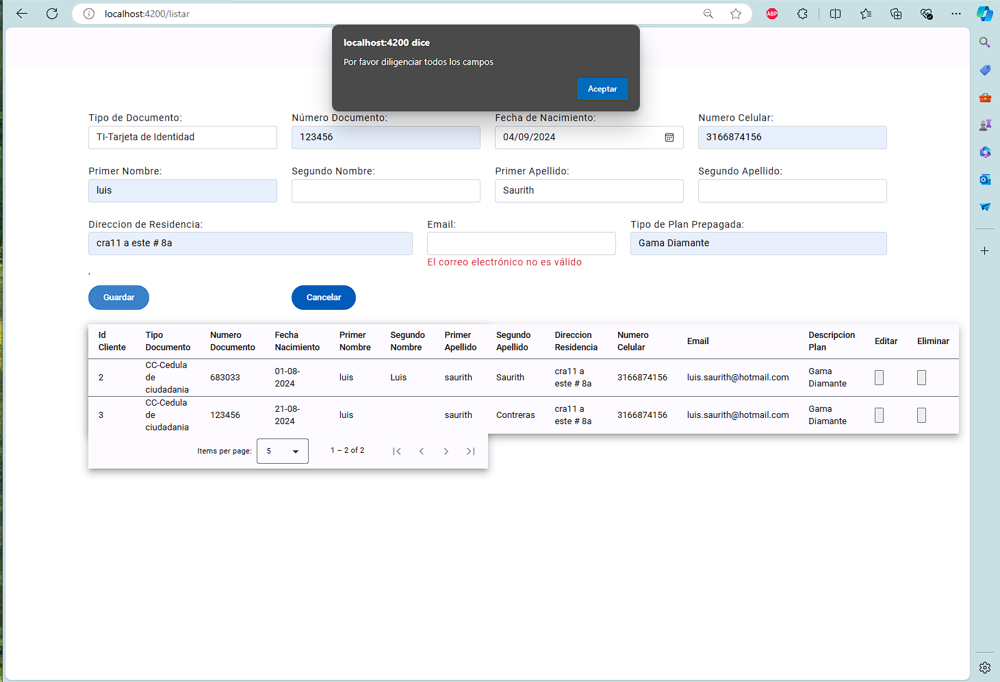 localhost:4200/listar
ABP
localhost:4200 dice
Por favor diligenciar todos los campos
Aceptar
Tipo de Documento: Número Documento: Fecha de Nacimiento: Numero Celular:
TI-Tarjeta de Identidad 123456 04/09/2024 3166874156
Primer Nombre: Segundo Nombre: Primer Apellido: Segundo Apellido:
luis Saurith
Direccion de Residencia: Email: Tipo de Plan Prepagada:
cra11 a este # 8a Gama Diamante
El correo electrónico no es válido
'
Guardar Cancelar
Id Cliente Tipo Documento Numero Documento Fecha Nacimiento Primer Nombre Segundo Nombre Primer Apellido Segundo Apellido Direccion Residencia Numero Celular Email Descripcion Plan Editar Eliminar
2 CC-Cedula de ciudadania 683033 01-08-2024 luis Luis saurith Saurith cra11 a este # 8a 3166874156 luis.saurith@hotmail.com Gama Diamante
3 CC-Cedula de ciudadania 123456 21-08-2024 luis saurith Contreras cra11 a este # 8a 3166874156 luis.saurith@hotmail.com Gama Diamante
Items per page: 5 1 – 2 of 2